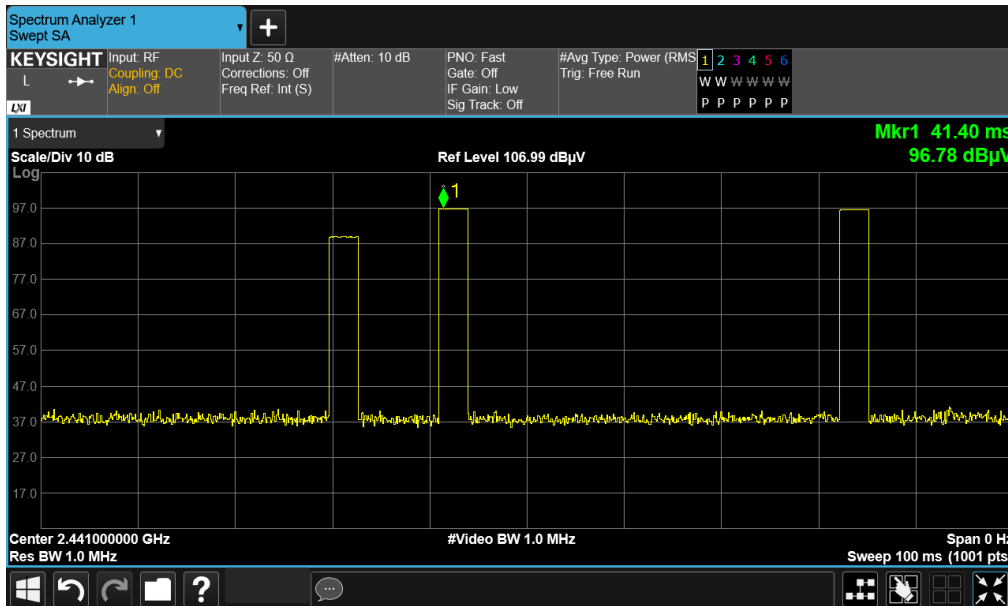 Spectrum Analyzer 1
Swept SA
KEYSIGHT
L
LXI
Input: RF
Coupling: DC
Align: Off
Input Z: 50 Ω
Corrections: Off
Freq Ref: Int (S)
#Atten: 10 dB
PNO: Fast
Gate: Off
IF Gain: Low
Sig Track: Off
#Avg Type: Power (RMS
Trig: Free Run
1 2 3 4 5 6
W W W W W W
P P P P P P
1 Spectrum
Mkr1 41.40 ms
Scale/Div 10 dB
Ref Level 106.99 dBµV
96.78 dBµV
Log
1
97.0
87.0
77.0
67.0
57.0
47.0
37.0
27.0
17.0
Center 2.441000000 GHz
#Video BW 1.0 MHz
Span 0 Hz
Res BW 1.0 MHz
Sweep 100 ms (1001 pts
?